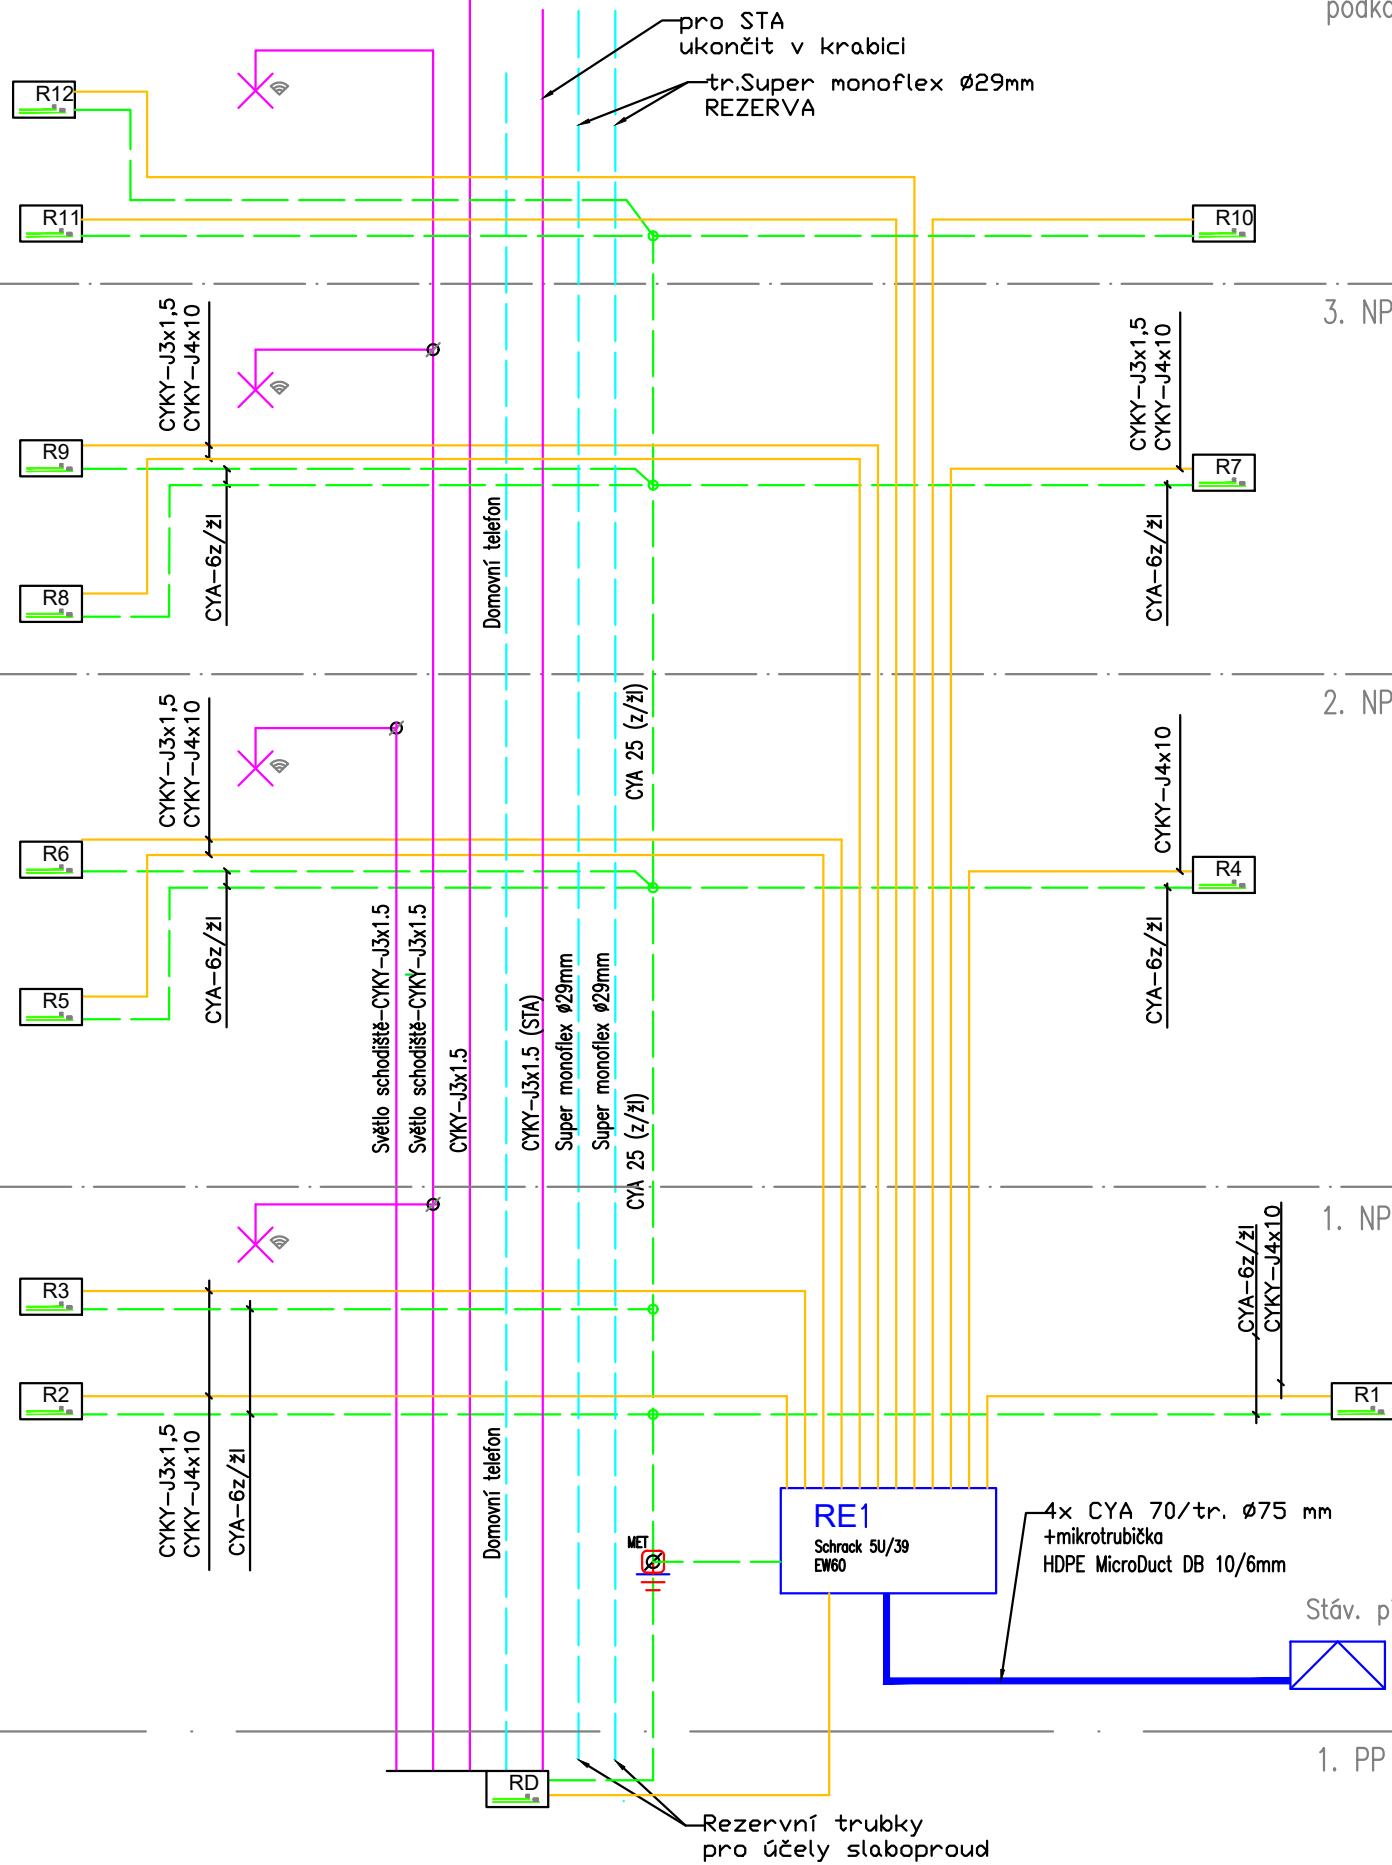 podko
pro STA
ukončit v krabici
tr.Super monoflex Ø29mm
REZERVA
R12
R11
R10
3. NP
CYKY-J3x1,5
CYKY-J4x10
CYKY-J3x1,5
CYKY-J4x10
R9
R7
CYA-6z/žl
Domovní telefon
CYA-6z/žl
R8
2. NP
CYKY-J3x1,5
CYKY-J4x10
CYA 25 (z/žl)
CYKY-J4x10
R6
R4
CYA-6z/žl
CYA-6z/žl
R5
Světlo schodiště-CYKY-J3x1.5
Světlo schodiště-CYKY-J3x1.5
CYKY-J3x1.5
CYKY-J3x1.5 (STA)
Super monoflex Ø29mm
Super monoflex Ø29mm
CYA 25 (z/žl)
1. NP
CYA-6z/žl
CYKY-J4x10
R3
R2
R1
CYKY-J3x1,5
CYKY-J4x10
CYA-6z/žl
Domovní telefon
MET
RE1
Schrack 5U/39
EW60
4x CYA 70/tr. Ø75 mm
+mikrotrubička
HDPE MicroDuct DB 10/6mm
Stáv. p
1. PP
RD
Rezervní trubky
pro účely slaboproud